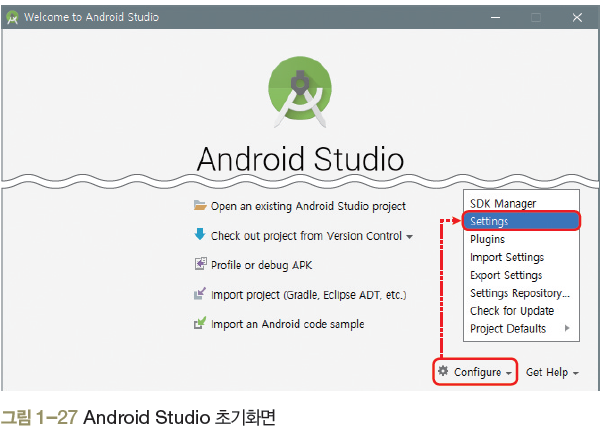 Welcome to Android Studio
Android Studio
Open an existing Android Studio project
Check out project from Version Control
Profile or debug APK
Import project (Gradle, Eclipse ADT, etc.)
Import an Android code sample
SDK Manager
Settings
Plugins
Import Settings
Export Settings
Settings Repository...
Check for Update
Project Defaults
Configure
Get Help
그림 1-27 Android Studio 초기화면